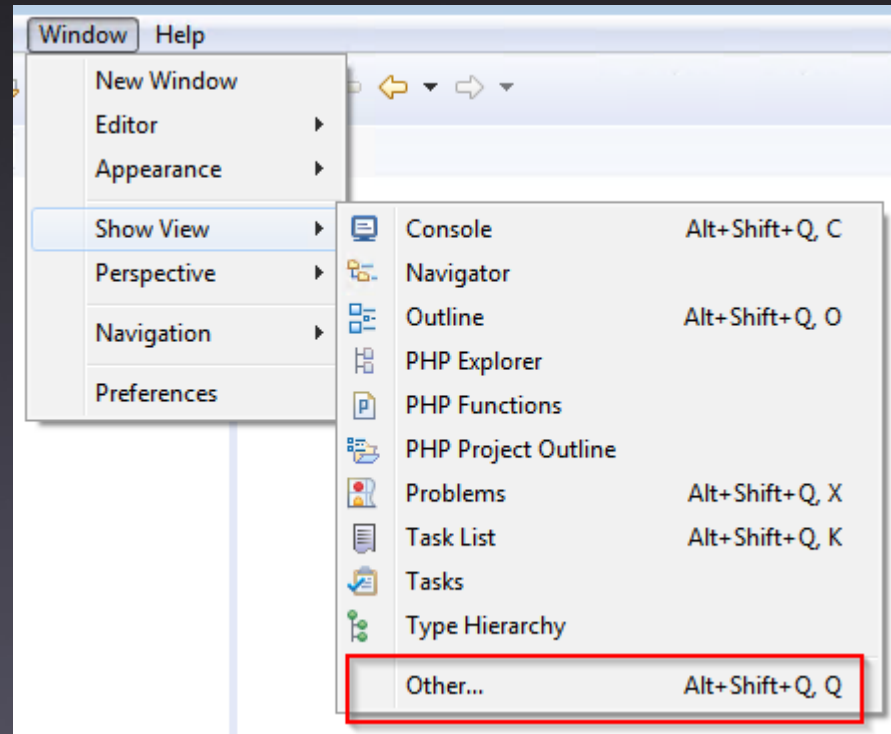 Window Help
New Window
Editor
Appearance
Show View
Perspective
Navigation
Preferences
Console Alt+Shift+Q, C
Navigator
Outline Alt+Shift+Q, O
PHP Explorer
PHP Functions
PHP Project Outline
Problems Alt+Shift+Q, X
Task List Alt+Shift+Q, K
Tasks
Type Hierarchy
Other... Alt+Shift+Q, Q